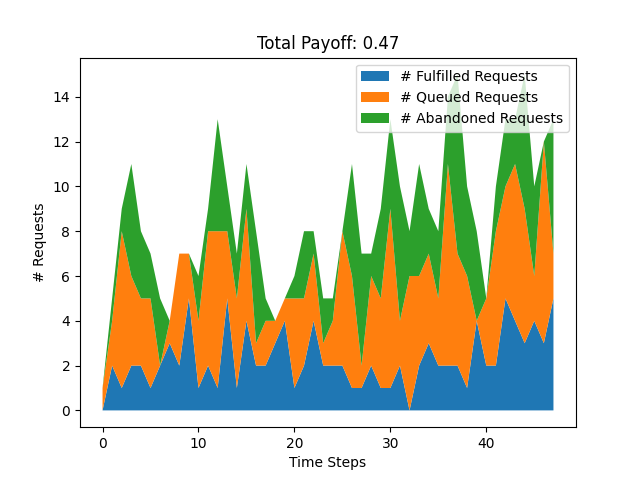 Total Payoff: 0.47
# Fulfilled Requests
# Queued Requests
# Abandoned Requests
14
12
10
8
6
4
2
0
# Requests
0 10 20 30 40
Time Steps